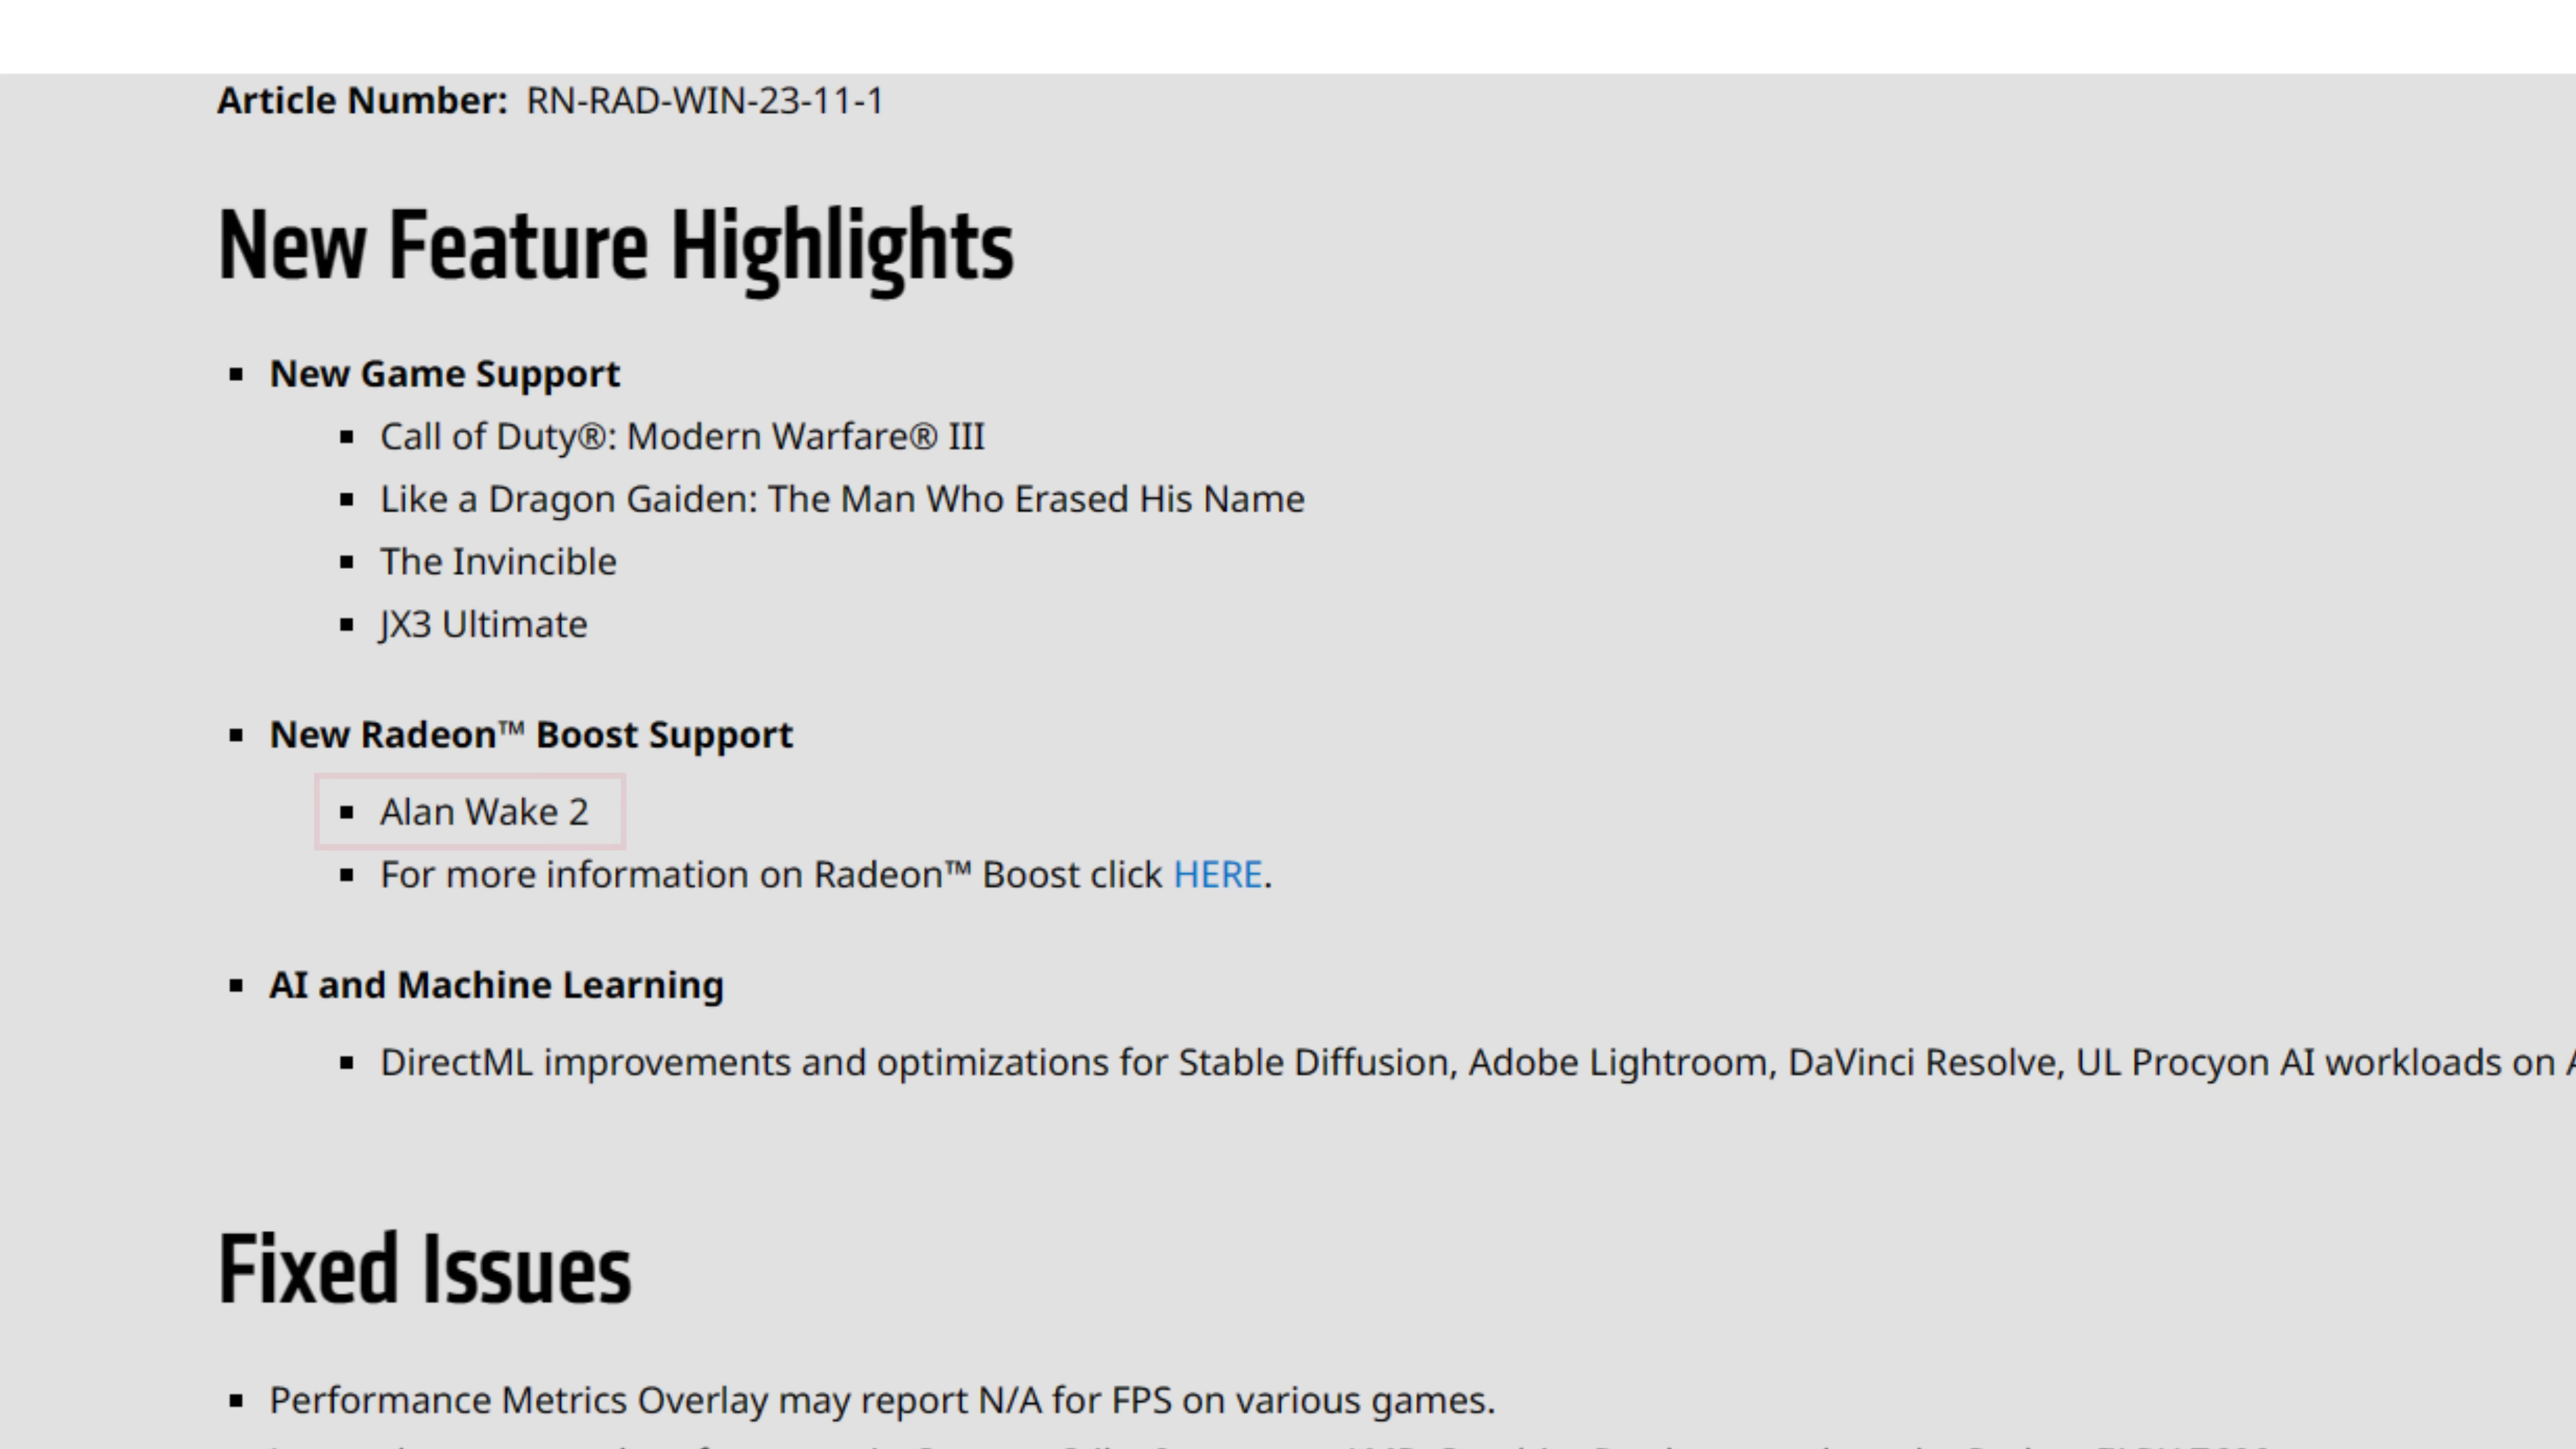 Article Number: RN-RAD-WIN-23-11-1
New Feature Highlights
▪ New Game Support
▪ Call of Duty®: Modern Warfare® III
▪ Like a Dragon Gaiden: The Man Who Erased His Name
▪ The Invincible
▪ JX3 Ultimate
▪ New Radeon™ Boost Support
▪ Alan Wake 2
▪ For more information on Radeon™ Boost click HERE.
▪ AI and Machine Learning
▪ DirectML improvements and optimizations for Stable Diffusion, Adobe Lightroom, DaVinci Resolve, UL Procyon AI workloads on
Fixed Issues
▪ Performance Metrics Overlay may report N/A for FPS on various games.